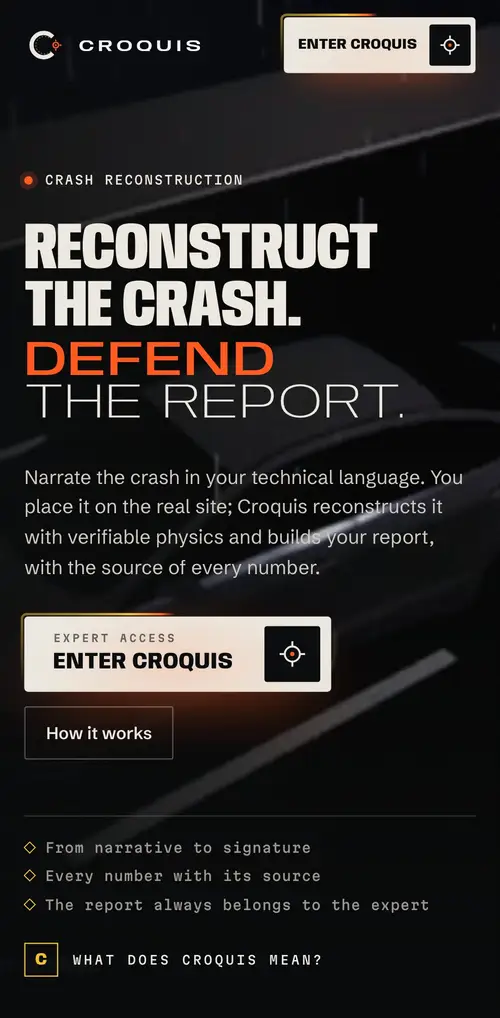 CROQUIS
ENTER CROQUIS
CRASH RECONSTRUCTION
RECONSTRUCT
THE CRASH.
DEFEND
THE REPORT.
Narrate the crash in your technical language. You
place it on the real site; Croquis reconstructs it
with verifiable physics and builds your report,
with the source of every number.
EXPERT ACCESS
ENTER CROQUIS
How it works
From narrative to signature
Every number with its source
The report always belongs to the expert
C
WHAT DOES CROQUIS MEAN?